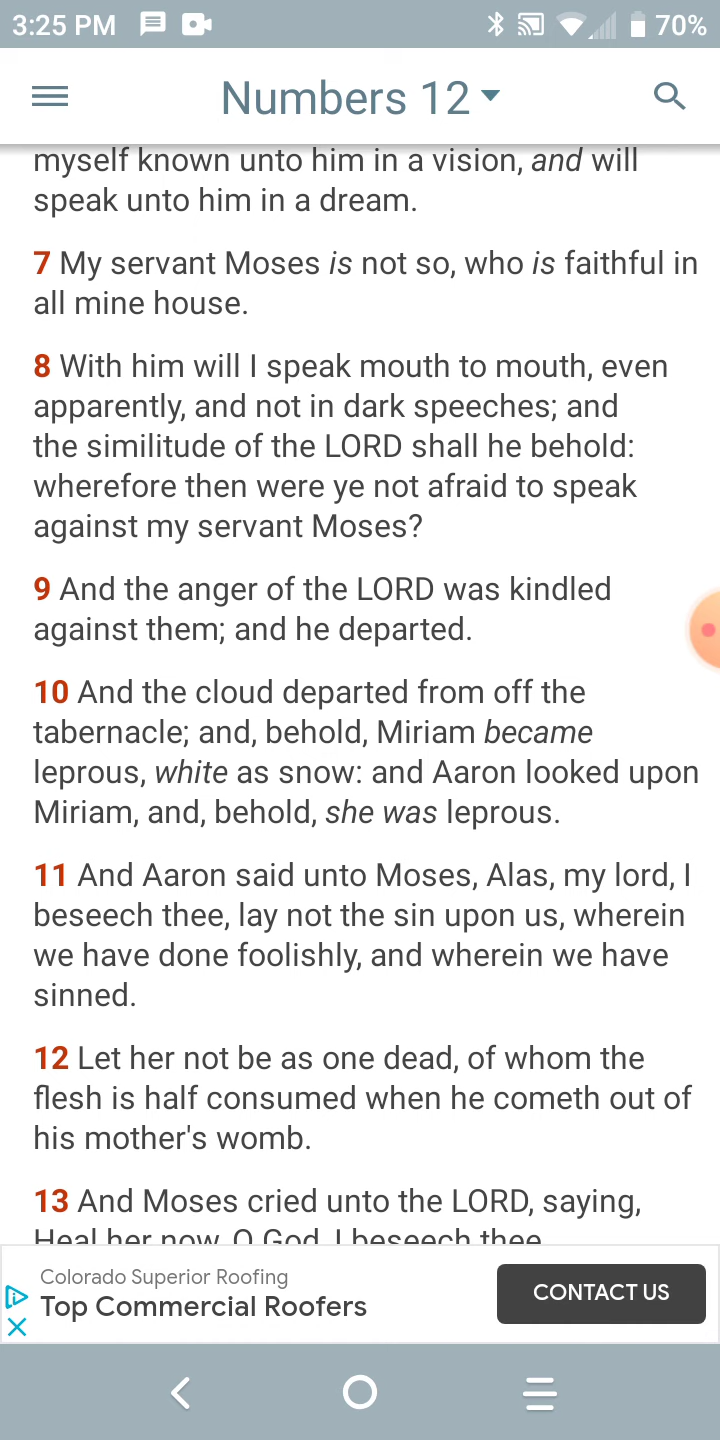 3:25 PM
70%
Numbers 12
myself known unto him in a vision, and will
speak unto him in a dream.
7 My servant Moses is not so, who is faithful in
all mine house.
8 With him will I speak mouth to mouth, even
apparently, and not in dark speeches; and
the similitude of the LORD shall he behold:
wherefore then were ye not afraid to speak
against my servant Moses?
9 And the anger of the LORD was kindled
against them; and he departed.
10 And the cloud departed from off the
tabernacle; and, behold, Miriam became
leprous, white as snow: and Aaron looked upon
Miriam, and, behold, she was leprous.
11 And Aaron said unto Moses, Alas, my lord, I
beseech thee, lay not the sin upon us, wherein
we have done foolishly, and wherein we have
sinned.
12 Let her not be as one dead, of whom the
flesh is half consumed when he cometh out of
his mother's womb.
13 And Moses cried unto the LORD, saying,
Heal her now, O God, I beseech thee
Colorado Superior Roofing
Top Commercial Roofers
CONTACT US